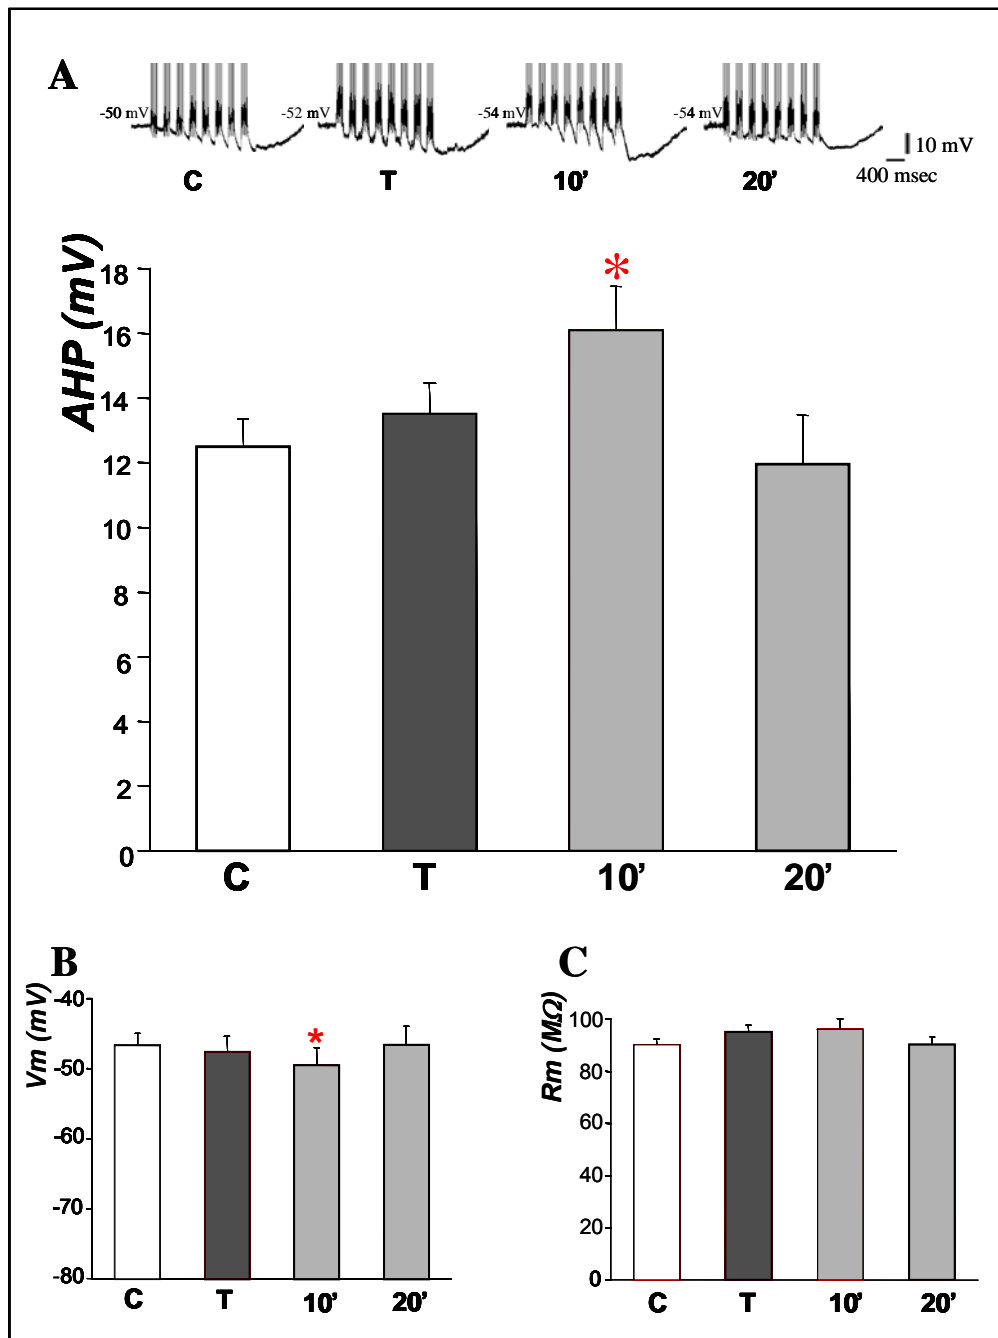 A
-50 mV
-52 mV
-54 mV
-54 mV
10 mV
400 msec
C
T
10’
20’
AHP (mV)
18
16
14
12
10
8
6
4
2
0
*
C
T
10’
20’
B
Vm (mV)
-40
-50
-60
-70
-80
*
C
T
10’
20’
C
Rm (MΩ)
100
80
60
40
20
0
C
T
10’
20’